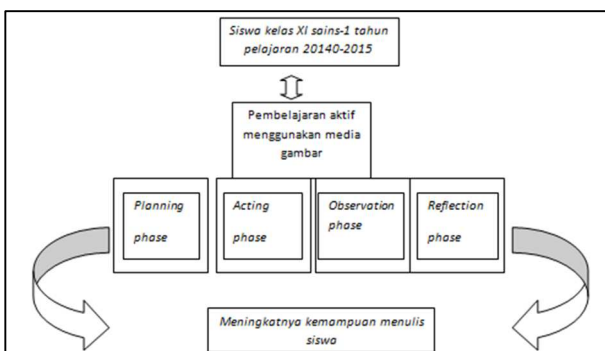 Siswa kelas XI sains-1 tahun
pelajaran 20140-2015
Pembelajaran aktif
menggunakan media
gambar
Planning
phase
Acting
phase
Observation
phase
Reflection
phase
Meningkatnya kemampuan menulis
siswa